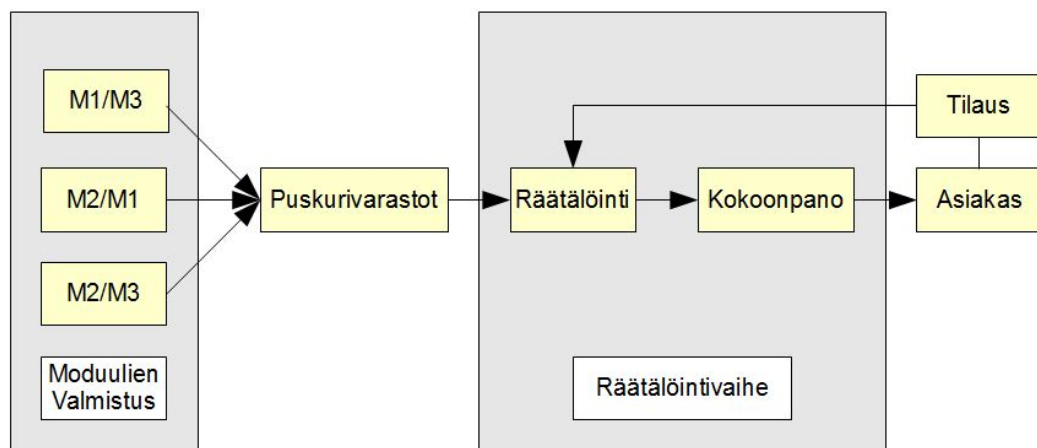 M1/M3
M2/M1
M2/M3
Moduulien
Valmistus
Puskurivarastot
Räätälöinti
Kokoonpano
Räätälöintivaihe
Tilaus
Asiakas